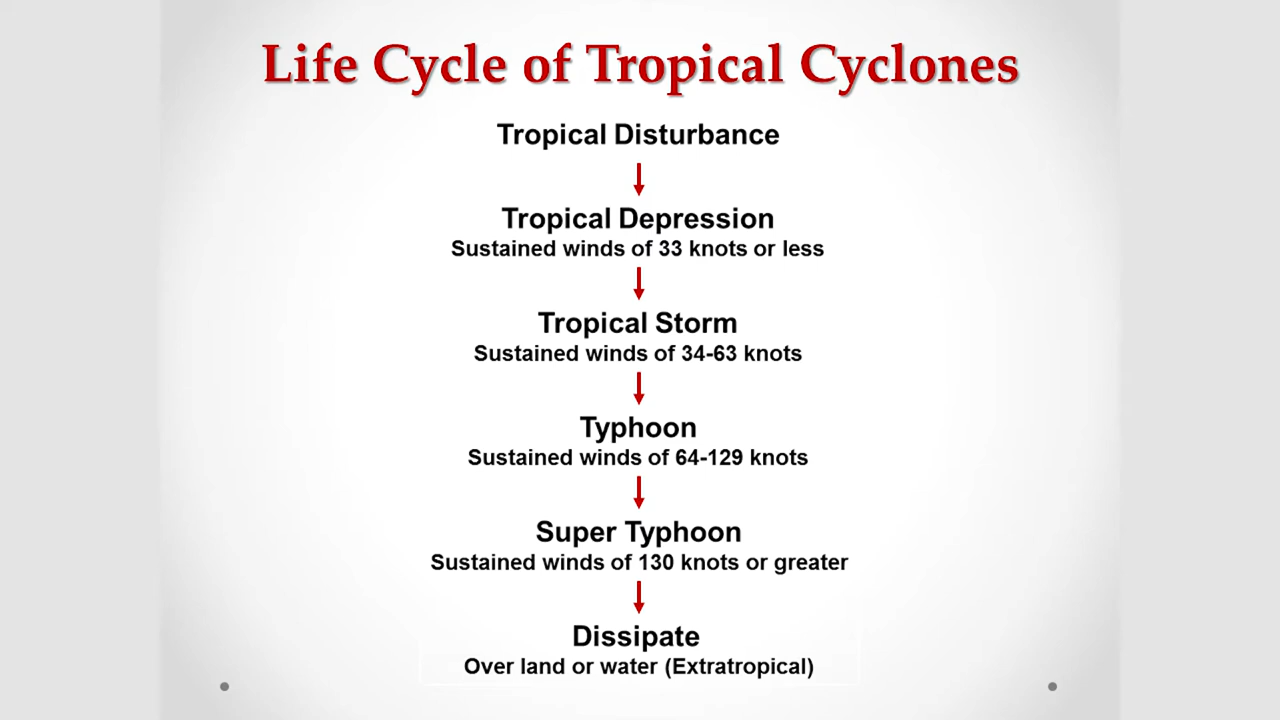 Life Cycle of Tropical Cyclones
Tropical Disturbance
Tropical Depression
Sustained winds of 33 knots or less
Tropical Storm
Sustained winds of 34-63 knots
Typhoon
Sustained winds of 64-129 knots
Super Typhoon
Sustained winds of 130 knots or greater
Dissipate
Over land or water (Extratropical)